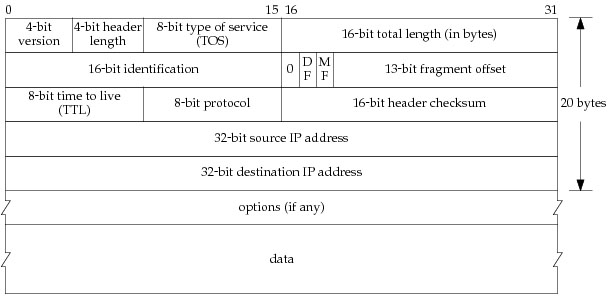 0 15 16 31
4-bit version
4-bit header length
8-bit type of service (TOS)
16-bit total length (in bytes)
16-bit identification
0
D F
M F
13-bit fragment offset
8-bit time to live (TTL)
8-bit protocol
16-bit header checksum
20 bytes
32-bit source IP address
32-bit destination IP address
options (if any)
data